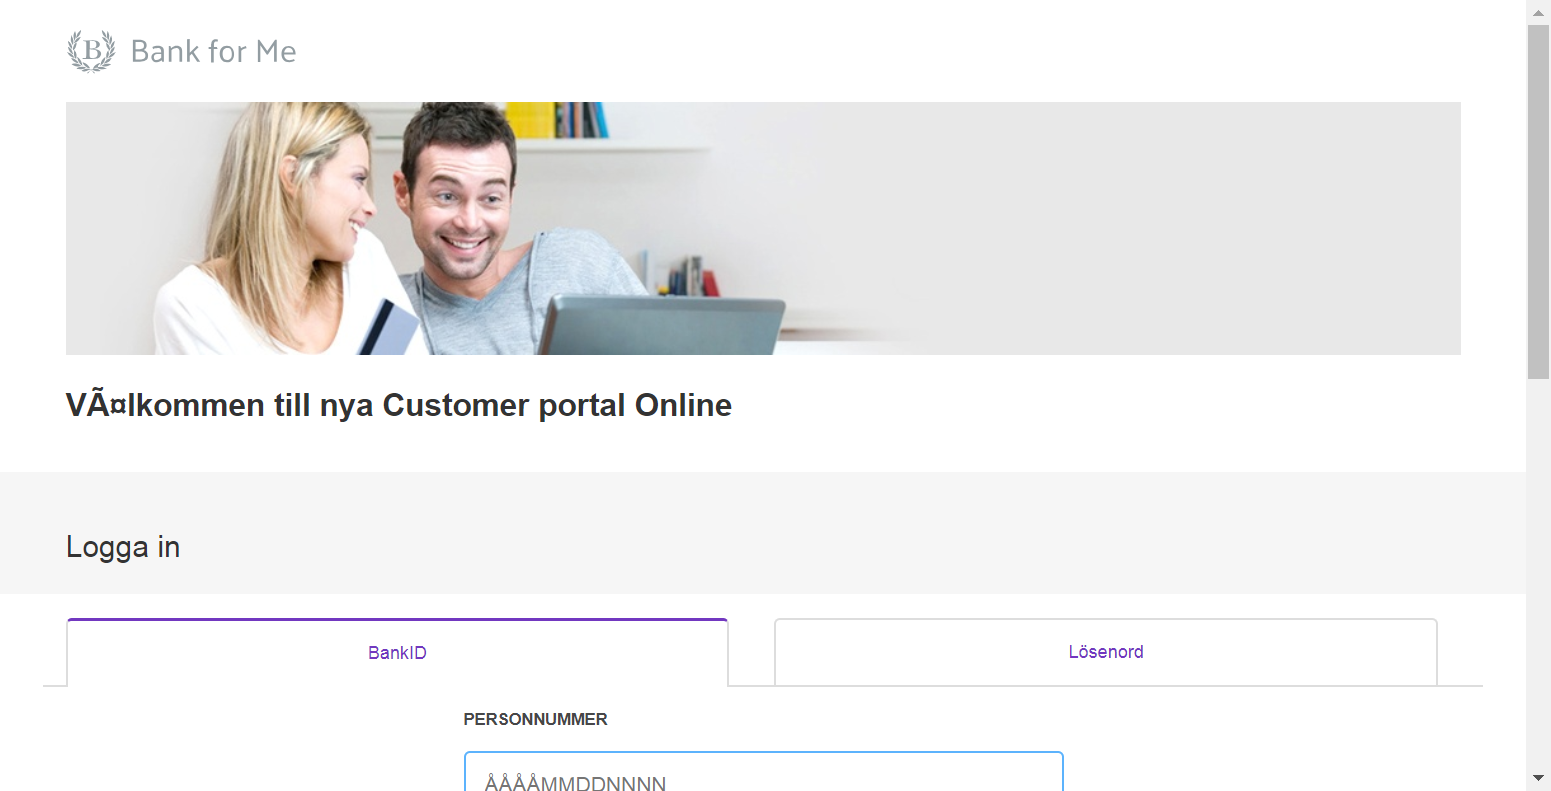 B Bank for Me
VÃ¤lkommen till nya Customer portal Online
Logga in
BankID
Lösenord
PERSONNUMMER
ÅÅÅÅMMDDNNNN